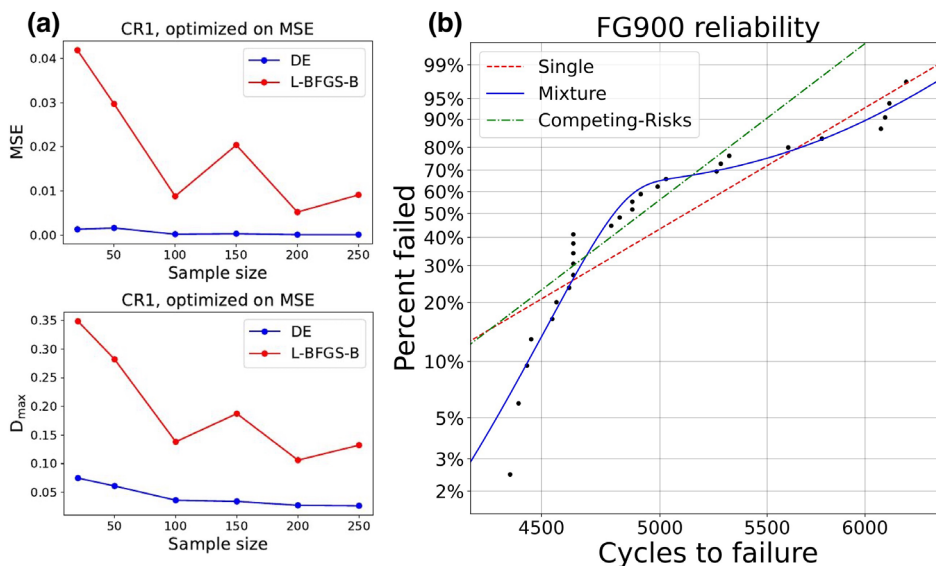 (a)
CR1, optimized on MSE
DE
L-BFGS-B
MSE
0.04
0.03
0.02
0.01
0.00
50 100 150 200 250
Sample size
CR1, optimized on MSE
DE
L-BFGS-B
D_max
0.35
0.30
0.25
0.20
0.15
0.10
0.05
50 100 150 200 250
Sample size
(b)
FG900 reliability
Single
Mixture
Competing-Risks
Percent failed
99%
95%
90%
80%
70%
60%
50%
40%
30%
20%
10%
5%
3%
2%
4500 5000 5500 6000
Cycles to failure